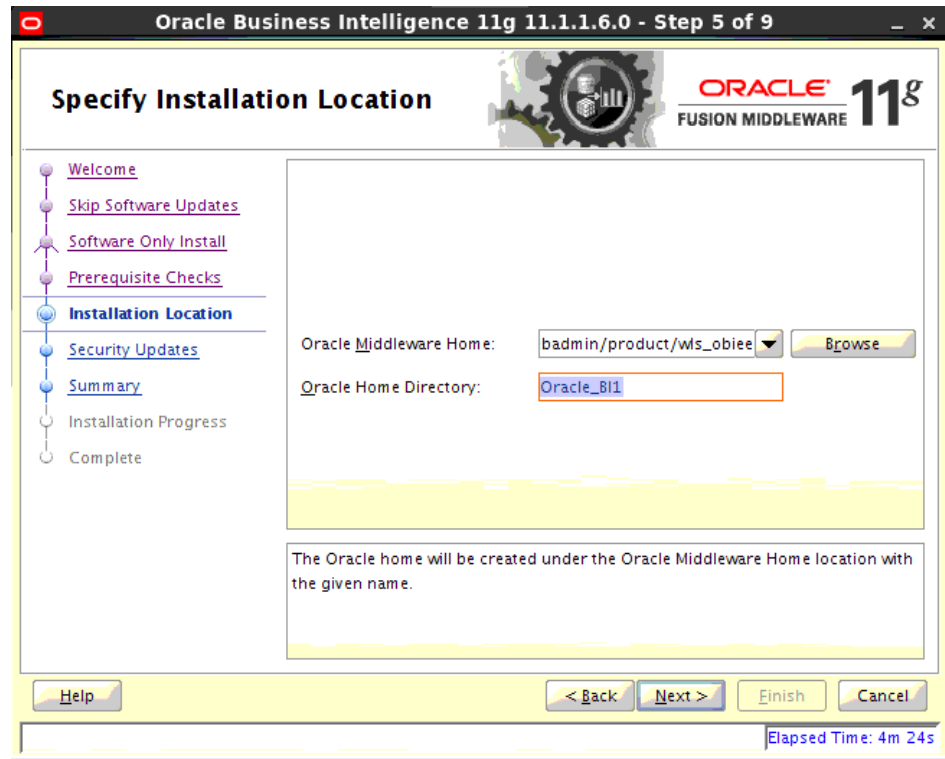 Oracle Business Intelligence 11g 11.1.1.6.0 - Step 5 of 9
Specify Installation Location
ORACLE 11g
FUSION MIDDLEWARE
Welcome
Skip Software Updates
Software Only Install
Prerequisite Checks
Installation Location
Security Updates
Summary
Installation Progress
Complete
Oracle Middleware Home: badmin/product/wls_obiee Browse
Oracle Home Directory: Oracle_BI1
The Oracle home will be created under the Oracle Middleware Home location with
the given name.
Help < Back Next > Finish Cancel
Elapsed Time: 4m 24s